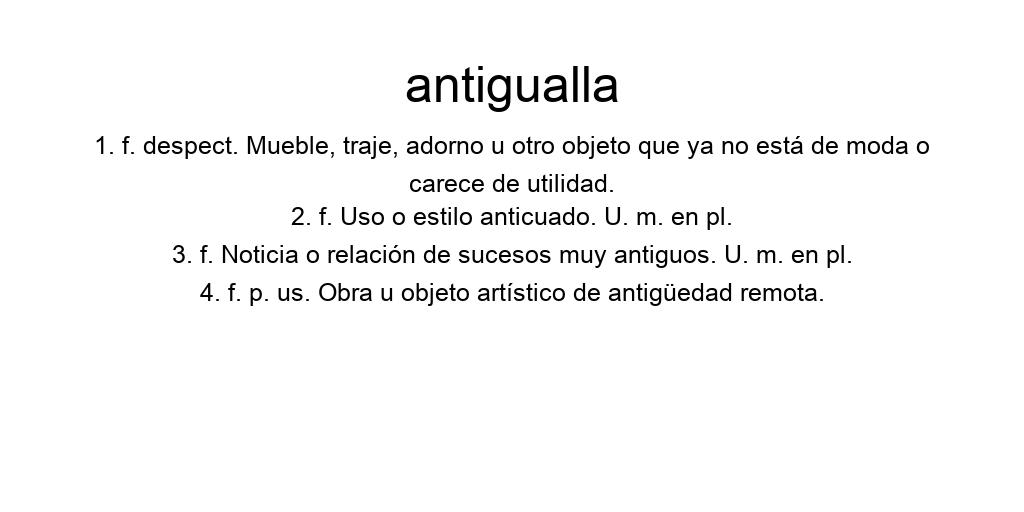 antigualla
1. f. despect. Mueble, traje, adorno u otro objeto que ya no está de moda o
carece de utilidad.
2. f. Uso o estilo anticuado. U. m. en pl.
3. f. Noticia o relación de sucesos muy antiguos. U. m. en pl.
4. f. p. us. Obra u objeto artístico de antigüedad remota.